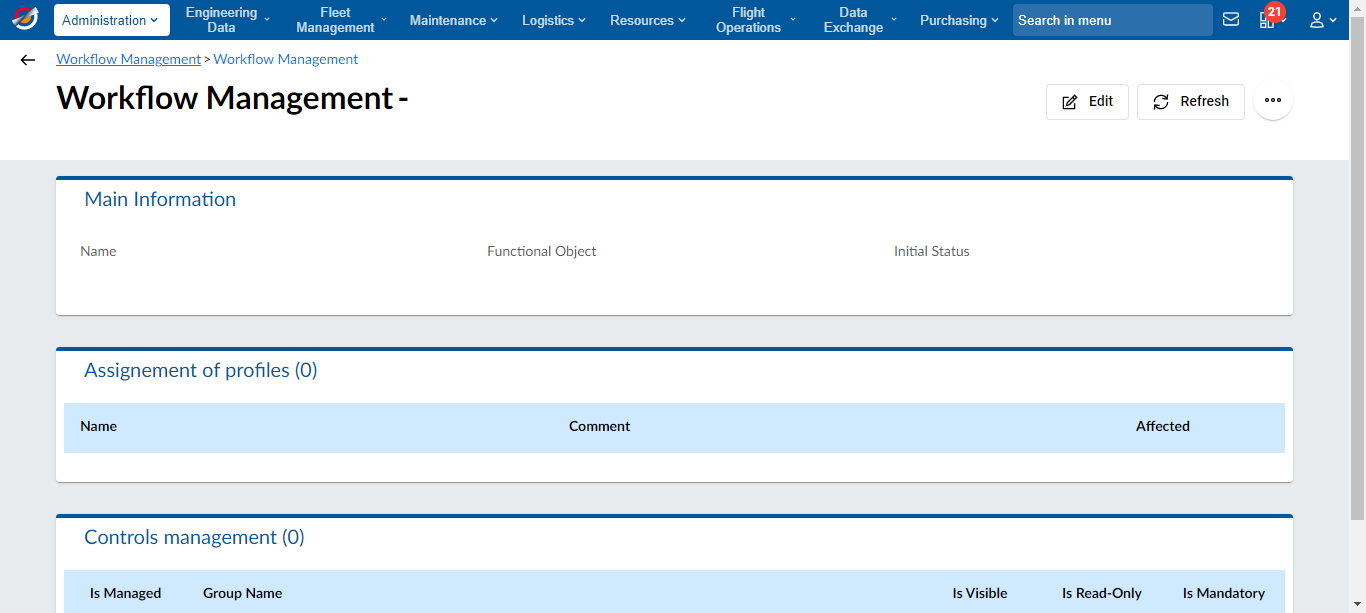 Administration
Engineering
Data
Fleet
Management
Maintenance
Logistics
Resources
Flight
Operations
Data
Exchange
Purchasing
Search in menu
21
Workflow Management > Workflow Management
Workflow Management -
Edit
Refresh
Main Information
Name Functional Object Initial Status
Assignement of profiles (0)
Name Comment Affected
Controls management (0)
Is Managed Group Name Is Visible Is Read-Only Is Mandatory